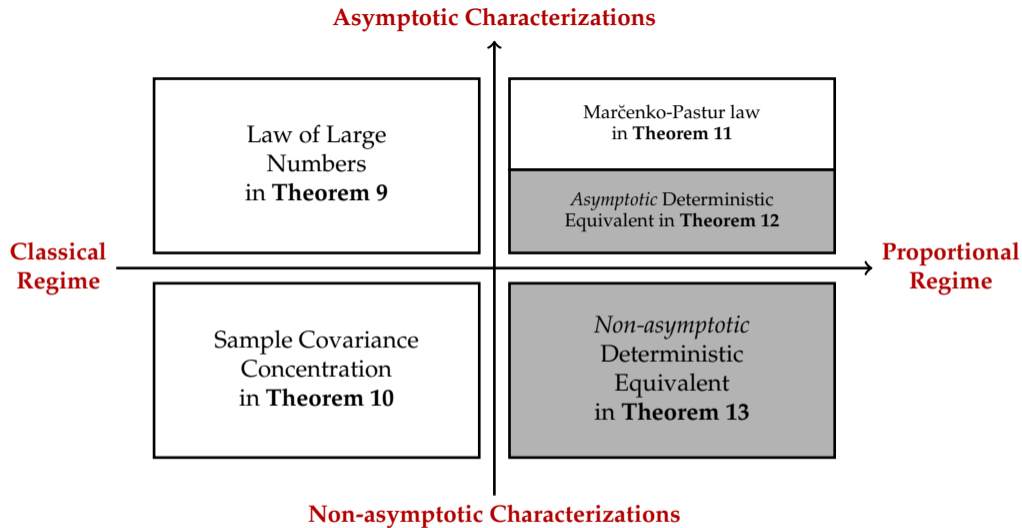 Asymptotic Characterizations
Law of Large
Numbers
in Theorem 9
Marčenko-Pastur law
in Theorem 11
Asymptotic Deterministic
Equivalent in Theorem 12
Classical
Regime
Proportional
Regime
Sample Covariance
Concentration
in Theorem 10
Non-asymptotic
Deterministic
Equivalent
in Theorem 13
Non-asymptotic Characterizations